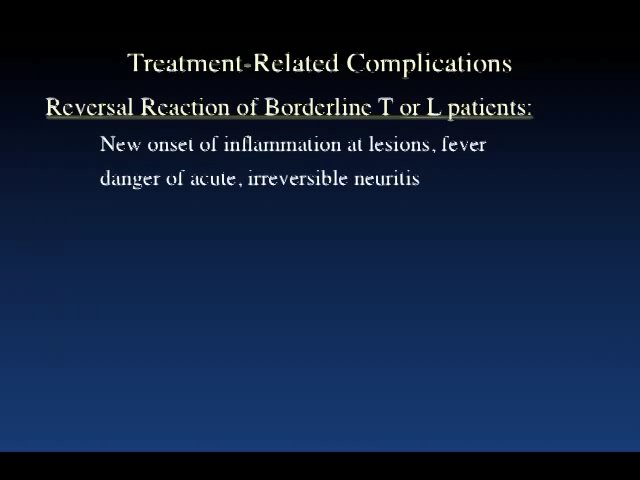 Treatment-Related Complications
Reversal Reaction of Borderline T or L patients:
New onset of inflammation at lesions, fever
danger of acute, irreversible neuritis